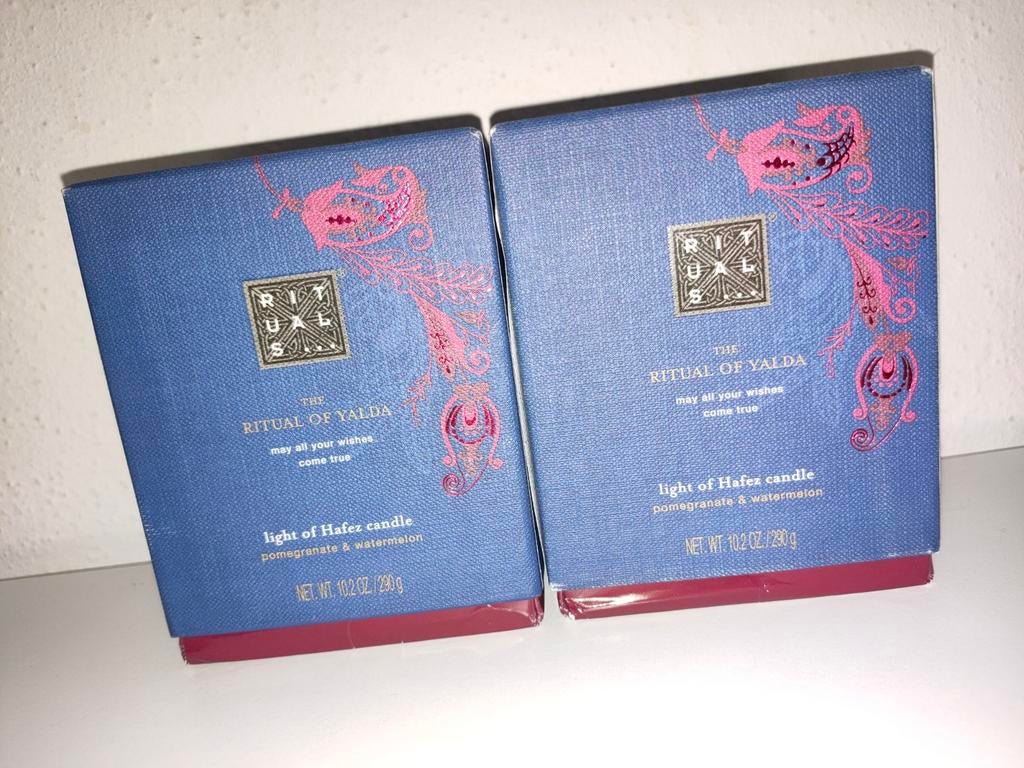 RIT
UAL
S...
®
THE
RITUAL OF YALDA
may all your wishes
come true
light of Hafez candle
pomegranate & watermelon
NET. WT. 10.2 OZ. / 290 g
RIT
UAL
S...
®
THE
RITUAL OF YALDA
may all your wishes
come true
light of Hafez candle
pomegranate & watermelon
NET. WT. 10.2 OZ. / 290 g